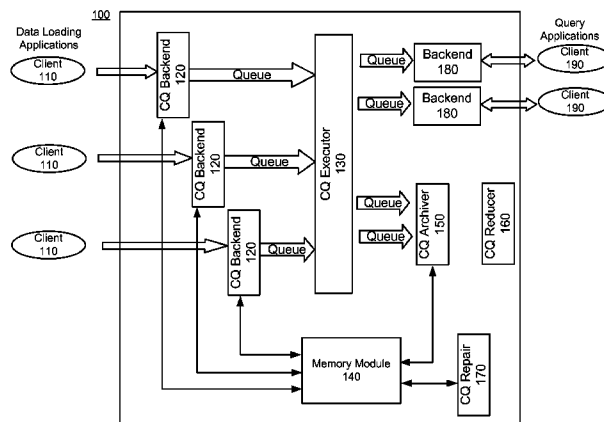 100
Data Loading
Applications
Client
110
CQ Backend
120
Queue
Client
110
CQ Backend
120
Queue
Client
110
CQ Backend
120
Queue
CQ Executor
130
Queue
Backend
180
Queue
Backend
180
Query
Applications
Client
190
Client
190
Queue
Queue
CQ Archiver
150
CQ Reducer
160
Memory Module
140
CQ Repair
170